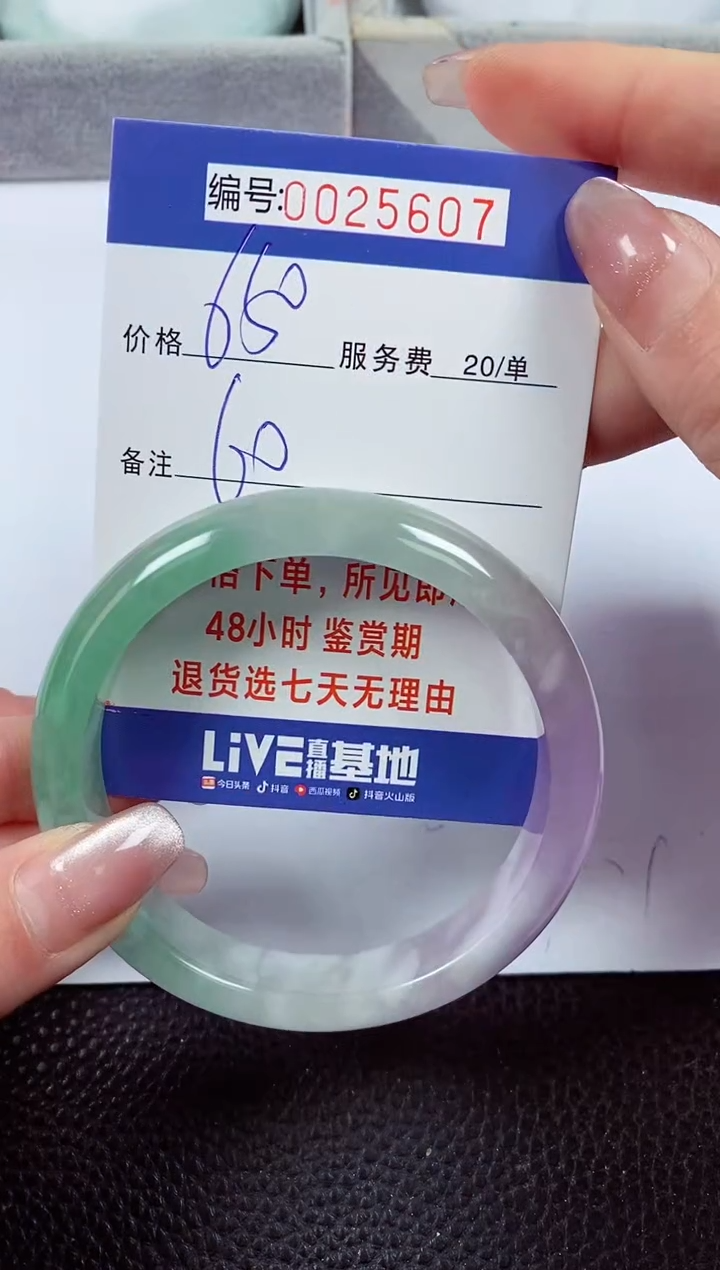 编号:0025607
价格 650 服务费 20/单
备注 60
下单，所见即
48小时 鉴赏期
退货选七天无理由
LiVE直播基地
今日头条 抖音 西瓜视频 抖音火山版